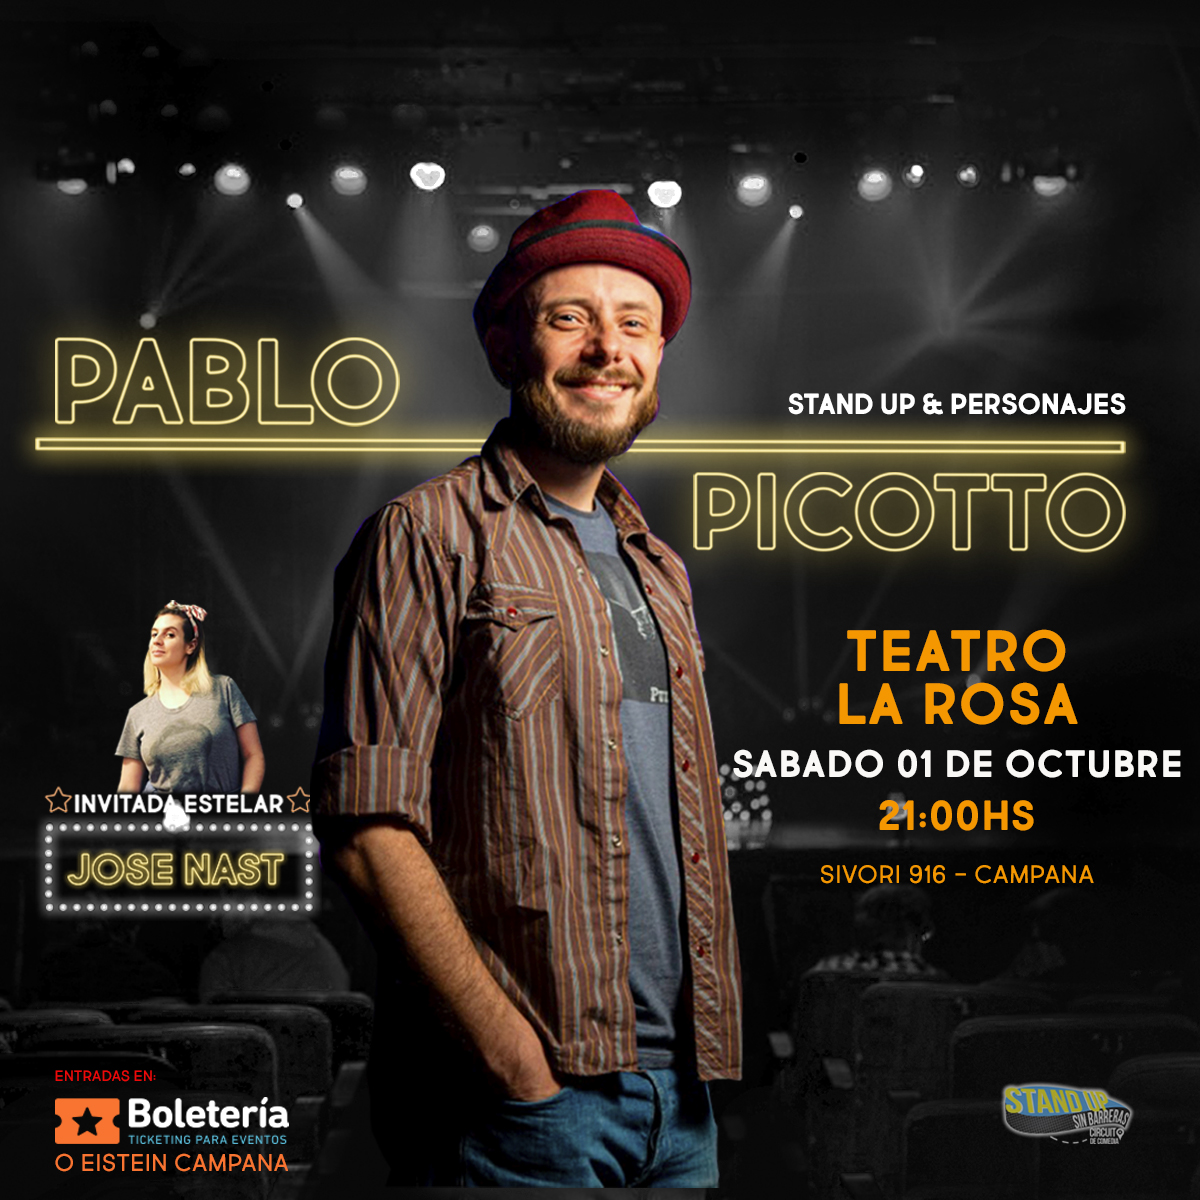 PABLO
STAND UP & PERSONAJES
PICOTTO
TEATRO
LA ROSA
SABADO 01 DE OCTUBRE
21:00HS
SIVORI 916 - CAMPANA
INVITADA ESTELAR
JOSE NAST
ENTRADAS EN:
Boletería
TICKETING PARA EVENTOS
O EISTEIN CAMPANA
STAND UP
SIN BARRERAS
CIRCUITO
DE COMEDIA